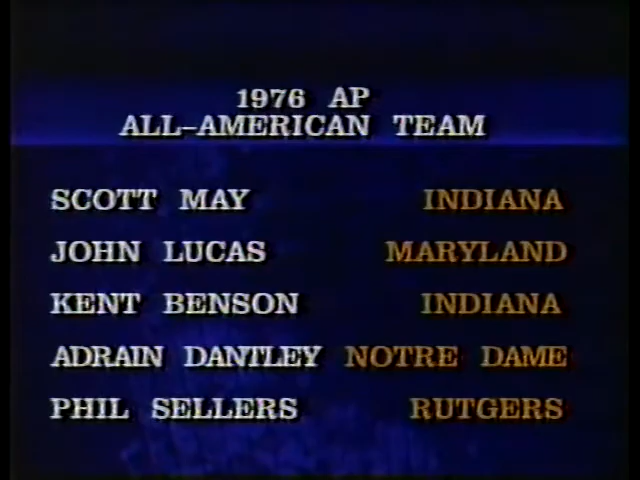 1976 AP
ALL-AMERICAN TEAM
SCOTT MAY INDIANA
JOHN LUCAS MARYLAND
KENT BENSON INDIANA
ADRAIN DANTLEY NOTRE DAME
PHIL SELLERS RUTGERS